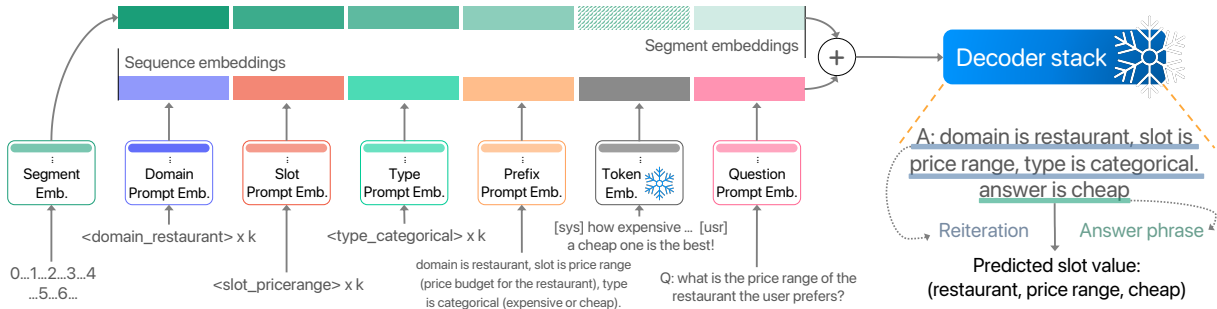 Segment embeddings
Sequence embeddings
+
Decoder stack
Segment
Emb.
Domain
Prompt Emb.
Slot
Prompt Emb.
Type
Prompt Emb.
Prefix
Prompt Emb.
Token
Emb.
Question
Prompt Emb.
0...1...2...3...4
...5...6...
<domain_restaurant> x k
<slot_pricerange> x k
<type_categorical> x k
domain is restaurant, slot is price range
(price budget for the restaurant), type
is categorical (expensive or cheap).
[sys] how expensive ... [usr]
a cheap one is the best!
Q: what is the price range of the
restaurant the user prefers?
A: domain is restaurant, slot is
price range, type is categorical.
answer is cheap
Reiteration
Answer phrase
Predicted slot value:
(restaurant, price range, cheap)